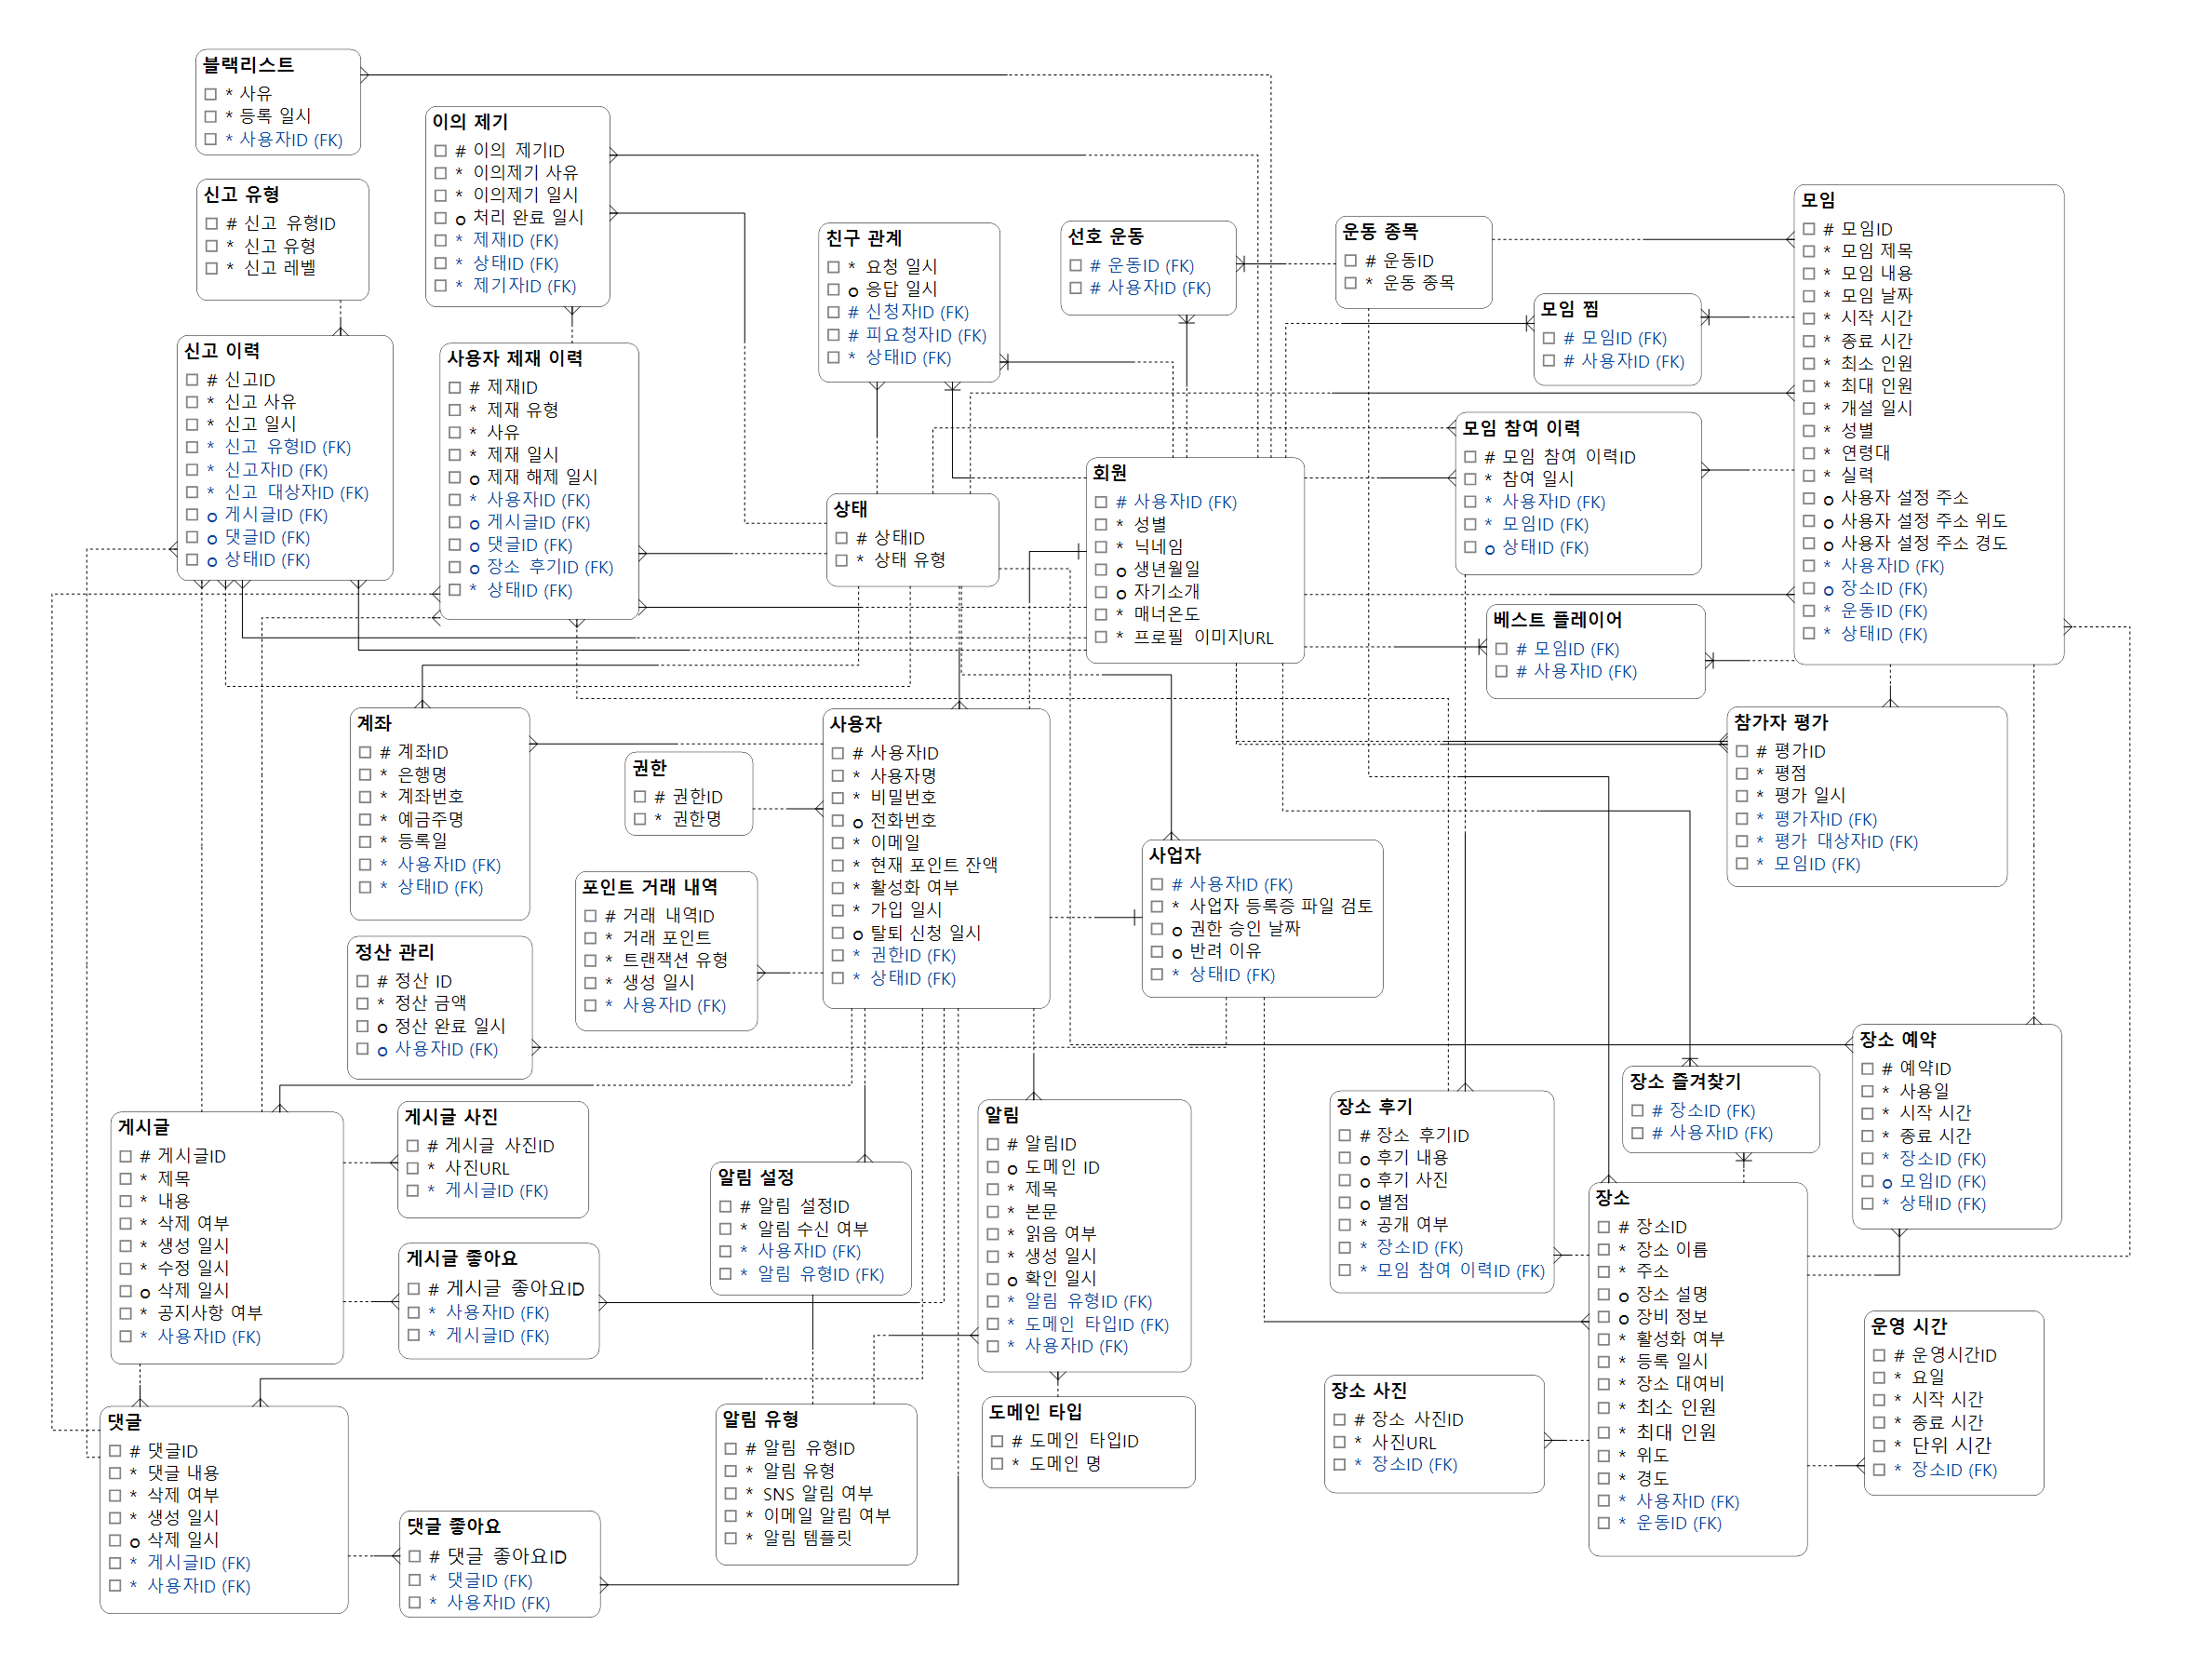 블랙리스트
* 사유
* 등록 일시
* 사용자ID (FK)
신고 유형
# 신고 유형ID
* 신고 유형
* 신고 레벨
이의 제기
# 이의 제기ID
* 이의제기 사유
* 이의제기 일시
o 처리 완료 일시
* 제재ID (FK)
* 상태ID (FK)
* 제기자ID (FK)
친구 관계
* 요청 일시
o 응답 일시
# 신청자ID (FK)
# 피요청자ID (FK)
* 상태ID (FK)
선호 운동
# 운동ID (FK)
# 사용자ID (FK)
운동 종목
# 운동ID
* 운동 종목
모임 찜
# 모임ID (FK)
# 사용자ID (FK)
모임
# 모임ID
* 모임 제목
* 모임 내용
* 모임 날짜
* 시작 시간
* 종료 시간
* 최소 인원
* 최대 인원
* 개설 일시
* 성별
* 연령대
* 실력
o 사용자 설정 주소
o 사용자 설정 주소 위도
o 사용자 설정 주소 경도
* 사용자ID (FK)
o 장소ID (FK)
* 운동ID (FK)
* 상태ID (FK)
신고 이력
# 신고ID
* 신고 사유
* 신고 일시
* 신고 유형ID (FK)
* 신고자ID (FK)
* 신고 대상자ID (FK)
o 게시글ID (FK)
o 댓글ID (FK)
o 상태ID (FK)
사용자 제재 이력
# 제재ID
* 제재 유형
* 사유
* 제재 일시
o 제재 해제 일시
* 사용자ID (FK)
o 게시글ID (FK)
o 댓글ID (FK)
o 장소 후기ID (FK)
* 상태ID (FK)
상태
# 상태ID
* 상태 유형
회원
# 사용자ID (FK)
* 성별
* 닉네임
o 생년월일
o 자기소개
* 매너온도
* 프로필 이미지URL
모임 참여 이력
# 모임 참여 이력ID
* 참여 일시
* 사용자ID (FK)
* 모임ID (FK)
o 상태ID (FK)
베스트 플레이어
# 모임ID (FK)
# 사용자ID (FK)
계좌
# 계좌ID
* 은행명
* 계좌번호
* 예금주명
* 등록일
* 사용자ID (FK)
* 상태ID (FK)
권한
# 권한ID
* 권한명
사용자
# 사용자ID
* 사용자명
* 비밀번호
o 전화번호
* 이메일
* 현재 포인트 잔액
* 활성화 여부
* 가입 일시
o 탈퇴 신청 일시
* 권한ID (FK)
* 상태ID (FK)
참가자 평가
# 평가ID
* 평점
* 평가 일시
* 평가자ID (FK)
* 평가 대상자ID (FK)
* 모임ID (FK)
사업자
# 사용자ID (FK)
* 사업자 등록증 파일 검토
o 권한 승인 날짜
o 반려 이유
* 상태ID (FK)
포인트 거래 내역
# 거래 내역ID
* 거래 포인트
* 트랜잭션 유형
* 생성 일시
* 사용자ID (FK)
정산 관리
# 정산 ID
* 정산 금액
o 정산 완료 일시
o 사용자ID (FK)
장소 예약
# 예약ID
* 사용일
* 시작 시간
* 종료 시간
* 장소ID (FK)
o 모임ID (FK)
* 상태ID (FK)
장소 즐겨찾기
# 장소ID (FK)
# 사용자ID (FK)
장소 후기
# 장소 후기ID
o 후기 내용
o 후기 사진
o 별점
* 공개 여부
* 장소ID (FK)
* 모임 참여 이력ID (FK)
게시글
# 게시글ID
* 제목
* 내용
* 삭제 여부
* 생성 일시
* 수정 일시
o 삭제 일시
* 공지사항 여부
* 사용자ID (FK)
게시글 사진
# 게시글 사진ID
* 사진URL
* 게시글ID (FK)
게시글 좋아요
# 게시글 좋아요ID
* 사용자ID (FK)
* 게시글ID (FK)
알림 설정
# 알림 설정ID
* 알림 수신 여부
* 사용자ID (FK)
* 알림 유형ID (FK)
알림
# 알림ID
o 도메인 ID
* 제목
* 본문
* 읽음 여부
* 생성 일시
o 확인 일시
* 알림 유형ID (FK)
* 도메인 타입ID (FK)
* 사용자ID (FK)
장소
# 장소ID
* 장소 이름
* 주소
o 장소 설명
o 장비 정보
* 활성화 여부
* 등록 일시
* 장소 대여비
* 최소 인원
* 최대 인원
* 위도
* 경도
* 사용자ID (FK)
* 운동ID (FK)
운영 시간
# 운영시간ID
* 요일
* 시작 시간
* 종료 시간
* 단위 시간
* 장소ID (FK)
장소 사진
# 장소 사진ID
* 사진URL
* 장소ID (FK)
도메인 타입
# 도메인 타입ID
* 도메인 명
알림 유형
# 알림 유형ID
* 알림 유형
* SNS 알림 여부
* 이메일 알림 여부
* 알림 템플릿
댓글
# 댓글ID
* 댓글 내용
* 삭제 여부
* 생성 일시
o 삭제 일시
* 게시글ID (FK)
* 사용자ID (FK)
댓글 좋아요
# 댓글 좋아요ID
* 댓글ID (FK)
* 사용자ID (FK)